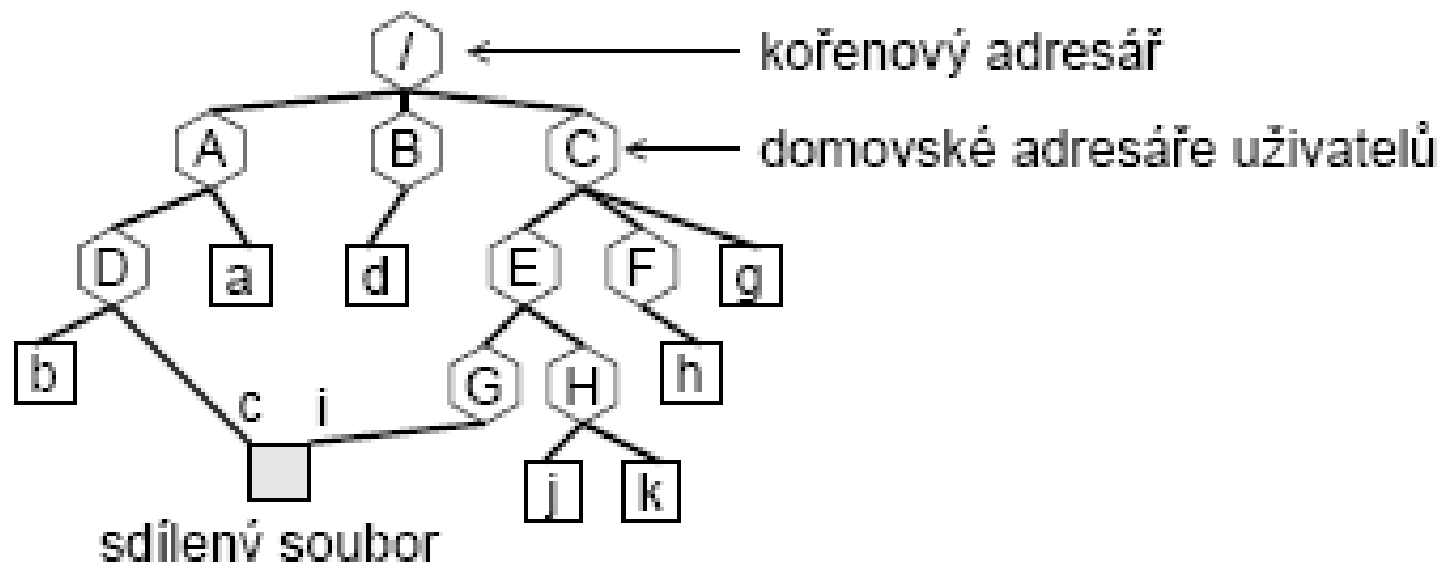 / kořenový adresář
A B C domovské adresáře uživatelů
D a d E F g
b G H h
c i
j k
sdílený soubor